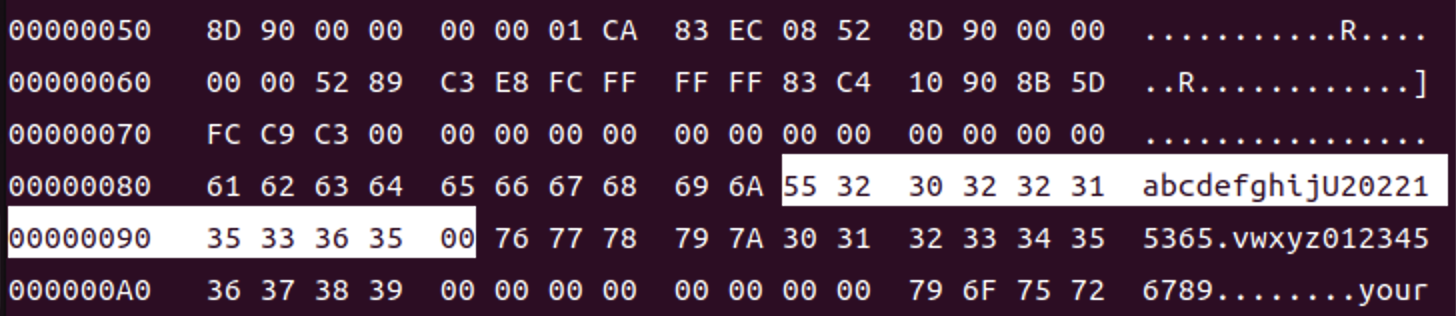 00000050 8D 90 00 00 00 00 01 CA 83 EC 08 52 8D 90 00 00 ...........R....
00000060 00 00 52 89 C3 E8 FC FF FF FF 83 C4 10 90 8B 5D ..R............]
00000070 FC C9 C3 00 00 00 00 00 00 00 00 00 00 00 00 00 ................
00000080 61 62 63 64 65 66 67 68 69 6A 55 32 30 32 32 31 abcdefghijU20221
00000090 35 33 36 35 00 76 77 78 79 7A 30 31 32 33 34 35 5365.vwxyz012345
000000A0 36 37 38 39 00 00 00 00 00 00 00 00 79 6F 75 72 6789........your